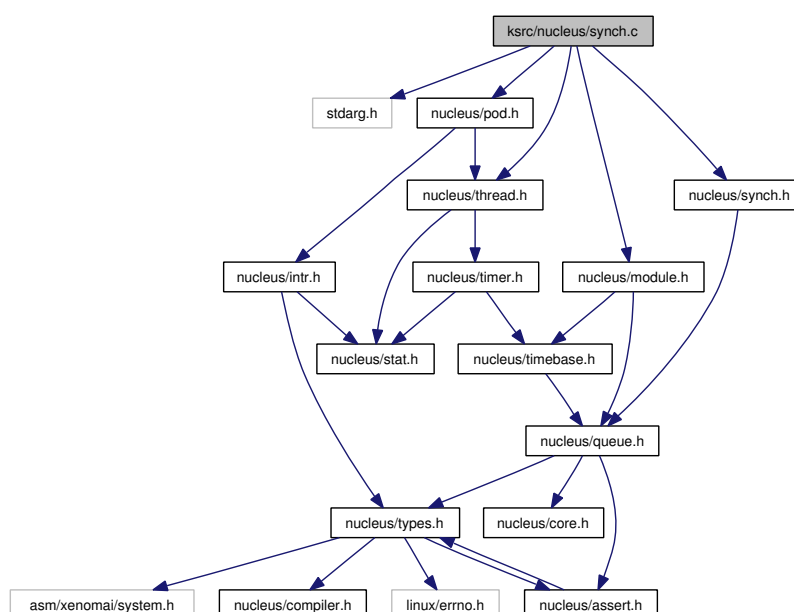 ksrc/nucleus/synch.c
stdarg.h
nucleus/pod.h
nucleus/thread.h
nucleus/synch.h
nucleus/intr.h
nucleus/timer.h
nucleus/module.h
nucleus/stat.h
nucleus/timebase.h
nucleus/queue.h
nucleus/types.h
nucleus/core.h
asm/xenomai/system.h
nucleus/compiler.h
linux/errno.h
nucleus/assert.h